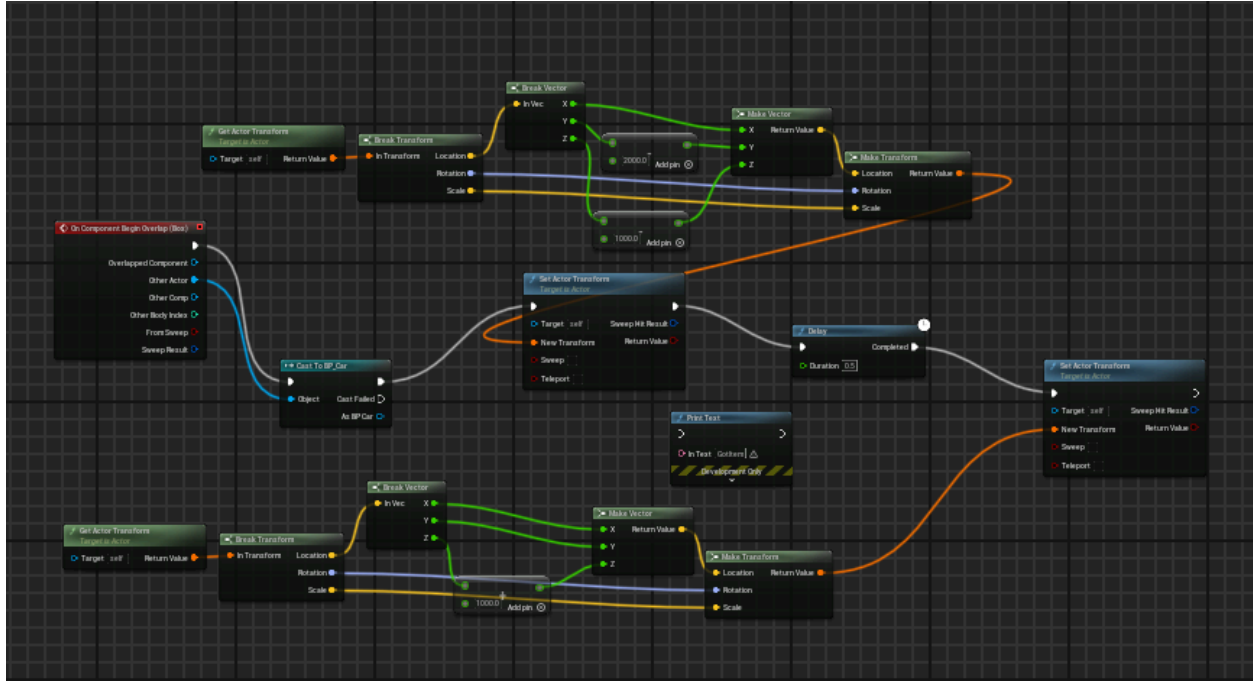 Break Vector
In Vec X
Y
Z
Get Actor Transform
Target is Actor
Target self Return Value
Break Transform
In Transform Location
Rotation
Scale
2000.0 Add pin
1000.0 Add pin
Make Vector
X Return Value
Y
Z
Make Transform
Location Return Value
Rotation
Scale
On Component Begin Overlap (Box)
Overlapped Component
Other Actor
Other Comp
Other Body Index
From Sweep
Sweep Result
Cast To BP_Car
Object Cast Failed
As BP Car
Set Actor Transform
Target is Actor
Target self Sweep Hit Result
New Transform Return Value
Sweep
Teleport
Delay
Completed
Duration 0.5
Set Actor Transform
Target is Actor
Target self Sweep Hit Result
New Transform Return Value
Sweep
Teleport
Print Text
In Text GotItem
Development Only
Break Vector
In Vec X
Y
Z
Get Actor Transform
Target is Actor
Target self Return Value
Break Transform
In Transform Location
Rotation
Scale
1000.0 Add pin
Make Vector
X Return Value
Y
Z
Make Transform
Location Return Value
Rotation
Scale